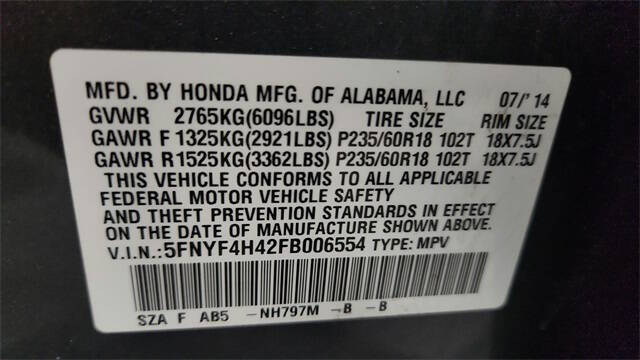 MFD. BY HONDA MFG. OF ALABAMA, LLC 07/'14
GVWR 2765KG(6096LBS) TIRE SIZE RIM SIZE
GAWR F 1325KG(2921LBS) P235/60R18 102T 18X7.5J
GAWR R 1525KG(3362LBS) P235/60R18 102T 18X7.5J
THIS VEHICLE CONFORMS TO ALL APPLICABLE
FEDERAL MOTOR VEHICLE SAFETY
AND THEFT PREVENTION STANDARDS IN EFFECT
ON THE DATE OF MANUFACTURE SHOWN ABOVE.
V.I.N.:5FNYF4H42FB006554 TYPE: MPV
SZA F AB5 -NH797M -B -B